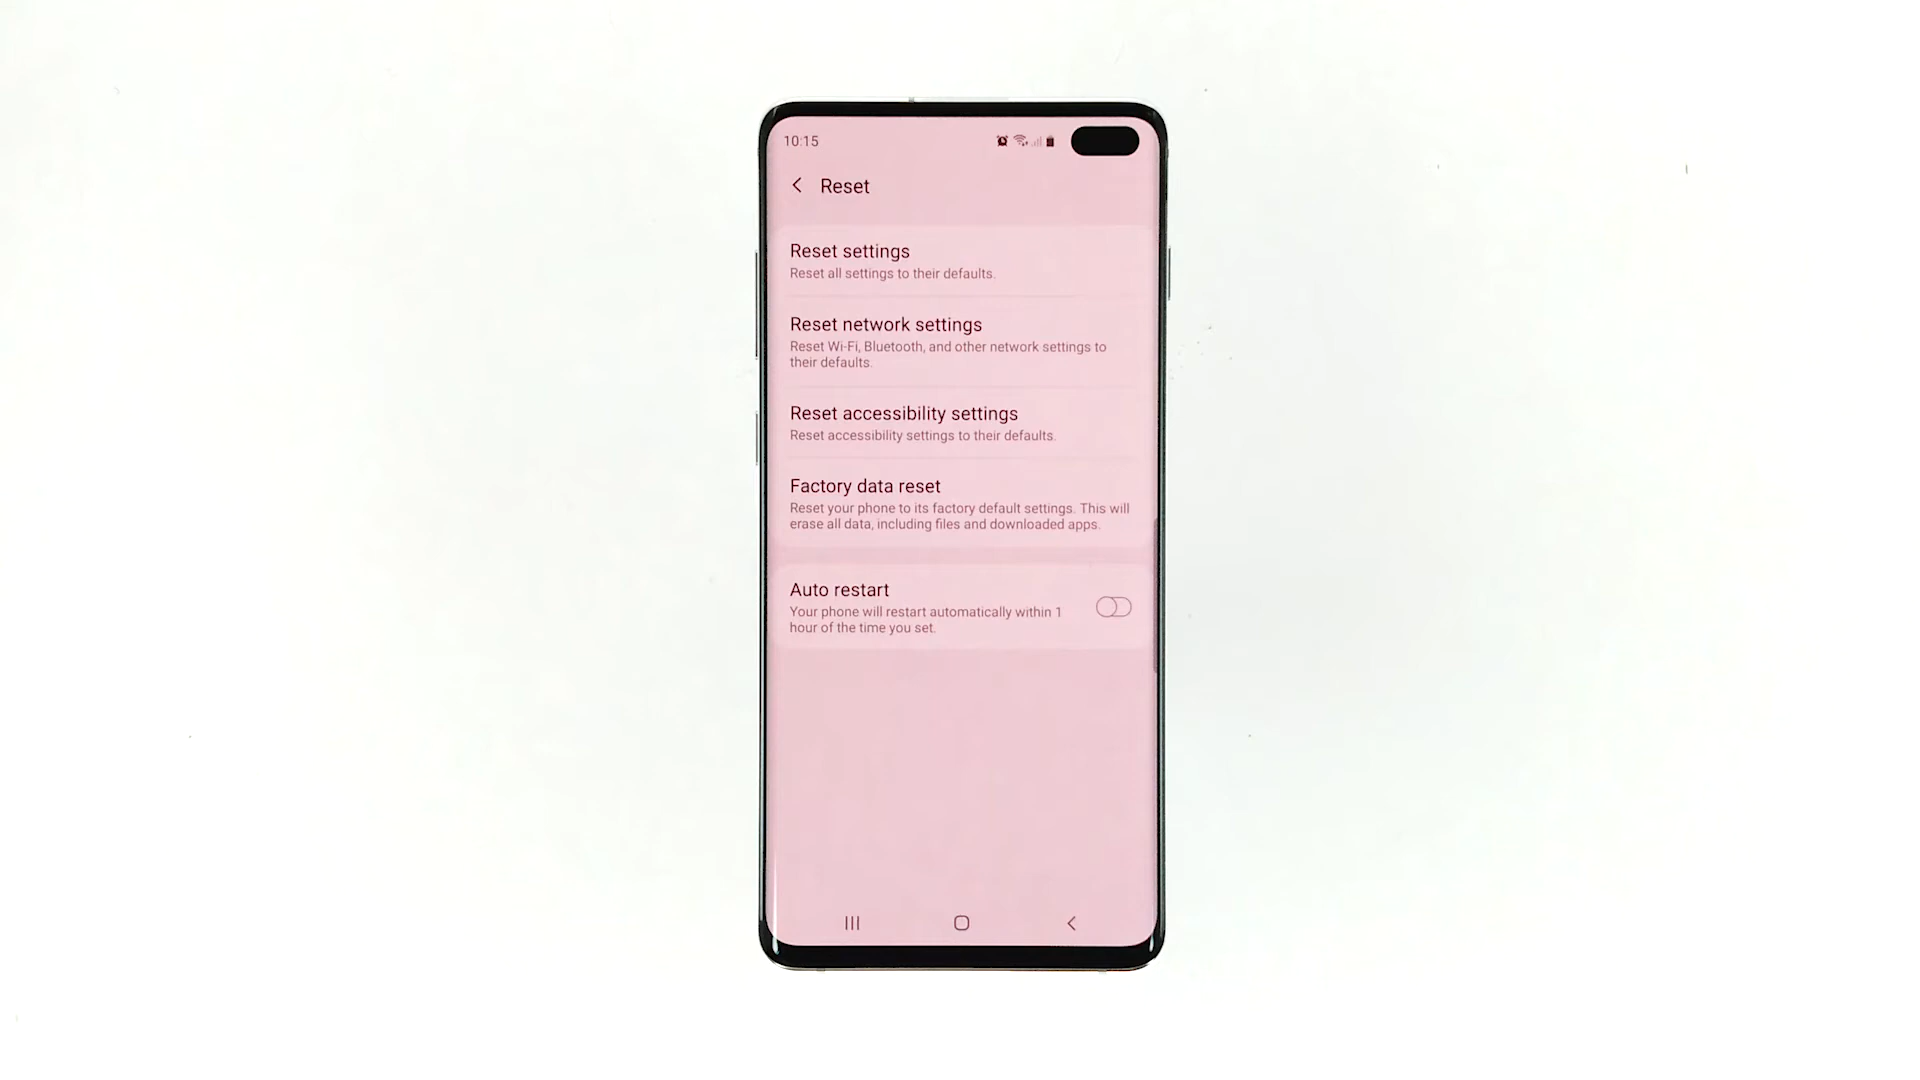 10:15
Reset
Reset settings
Reset all settings to their defaults.
Reset network settings
Reset Wi-Fi, Bluetooth, and other network settings to
their defaults.
Reset accessibility settings
Reset accessibility settings to their defaults.
Factory data reset
Reset your phone to its factory default settings. This will
erase all data, including files and downloaded apps.
Auto restart
Your phone will restart automatically within 1
hour of the time you set.